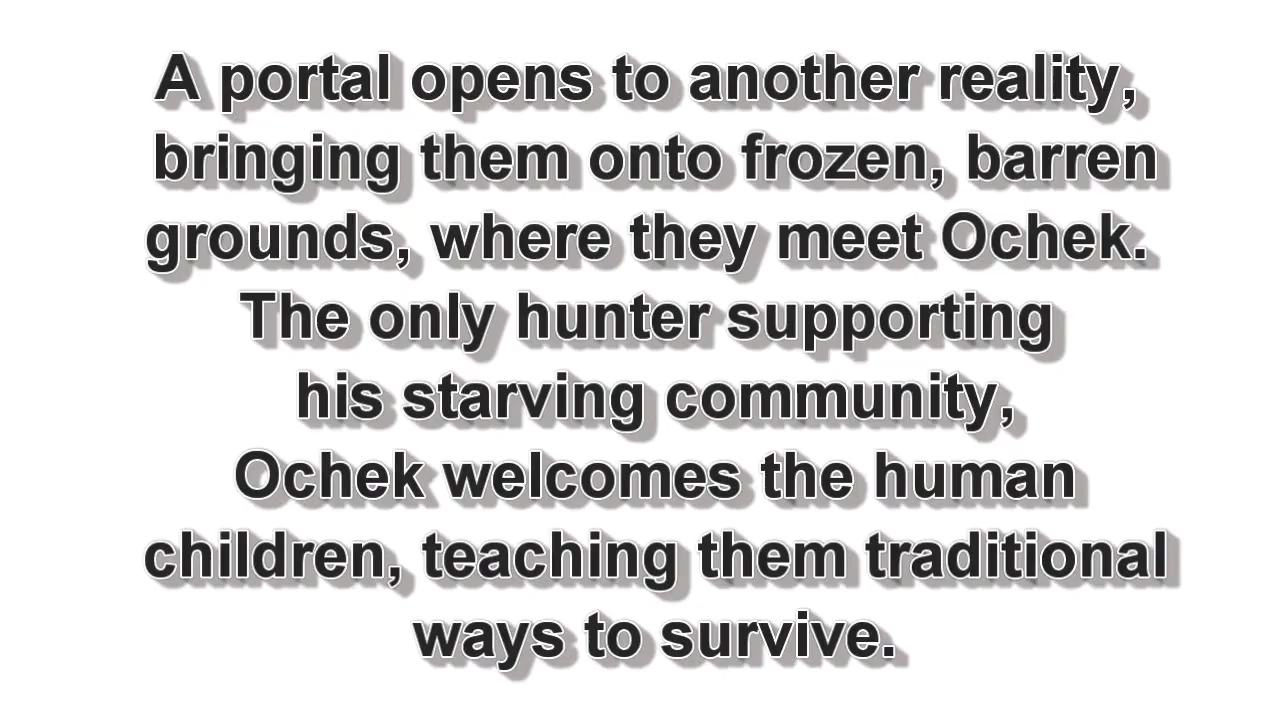 A portal opens to another reality,
bringing them onto frozen, barren
grounds, where they meet Ochek.
The only hunter supporting
his starving community,
Ochek welcomes the human
children, teaching them traditional
ways to survive.